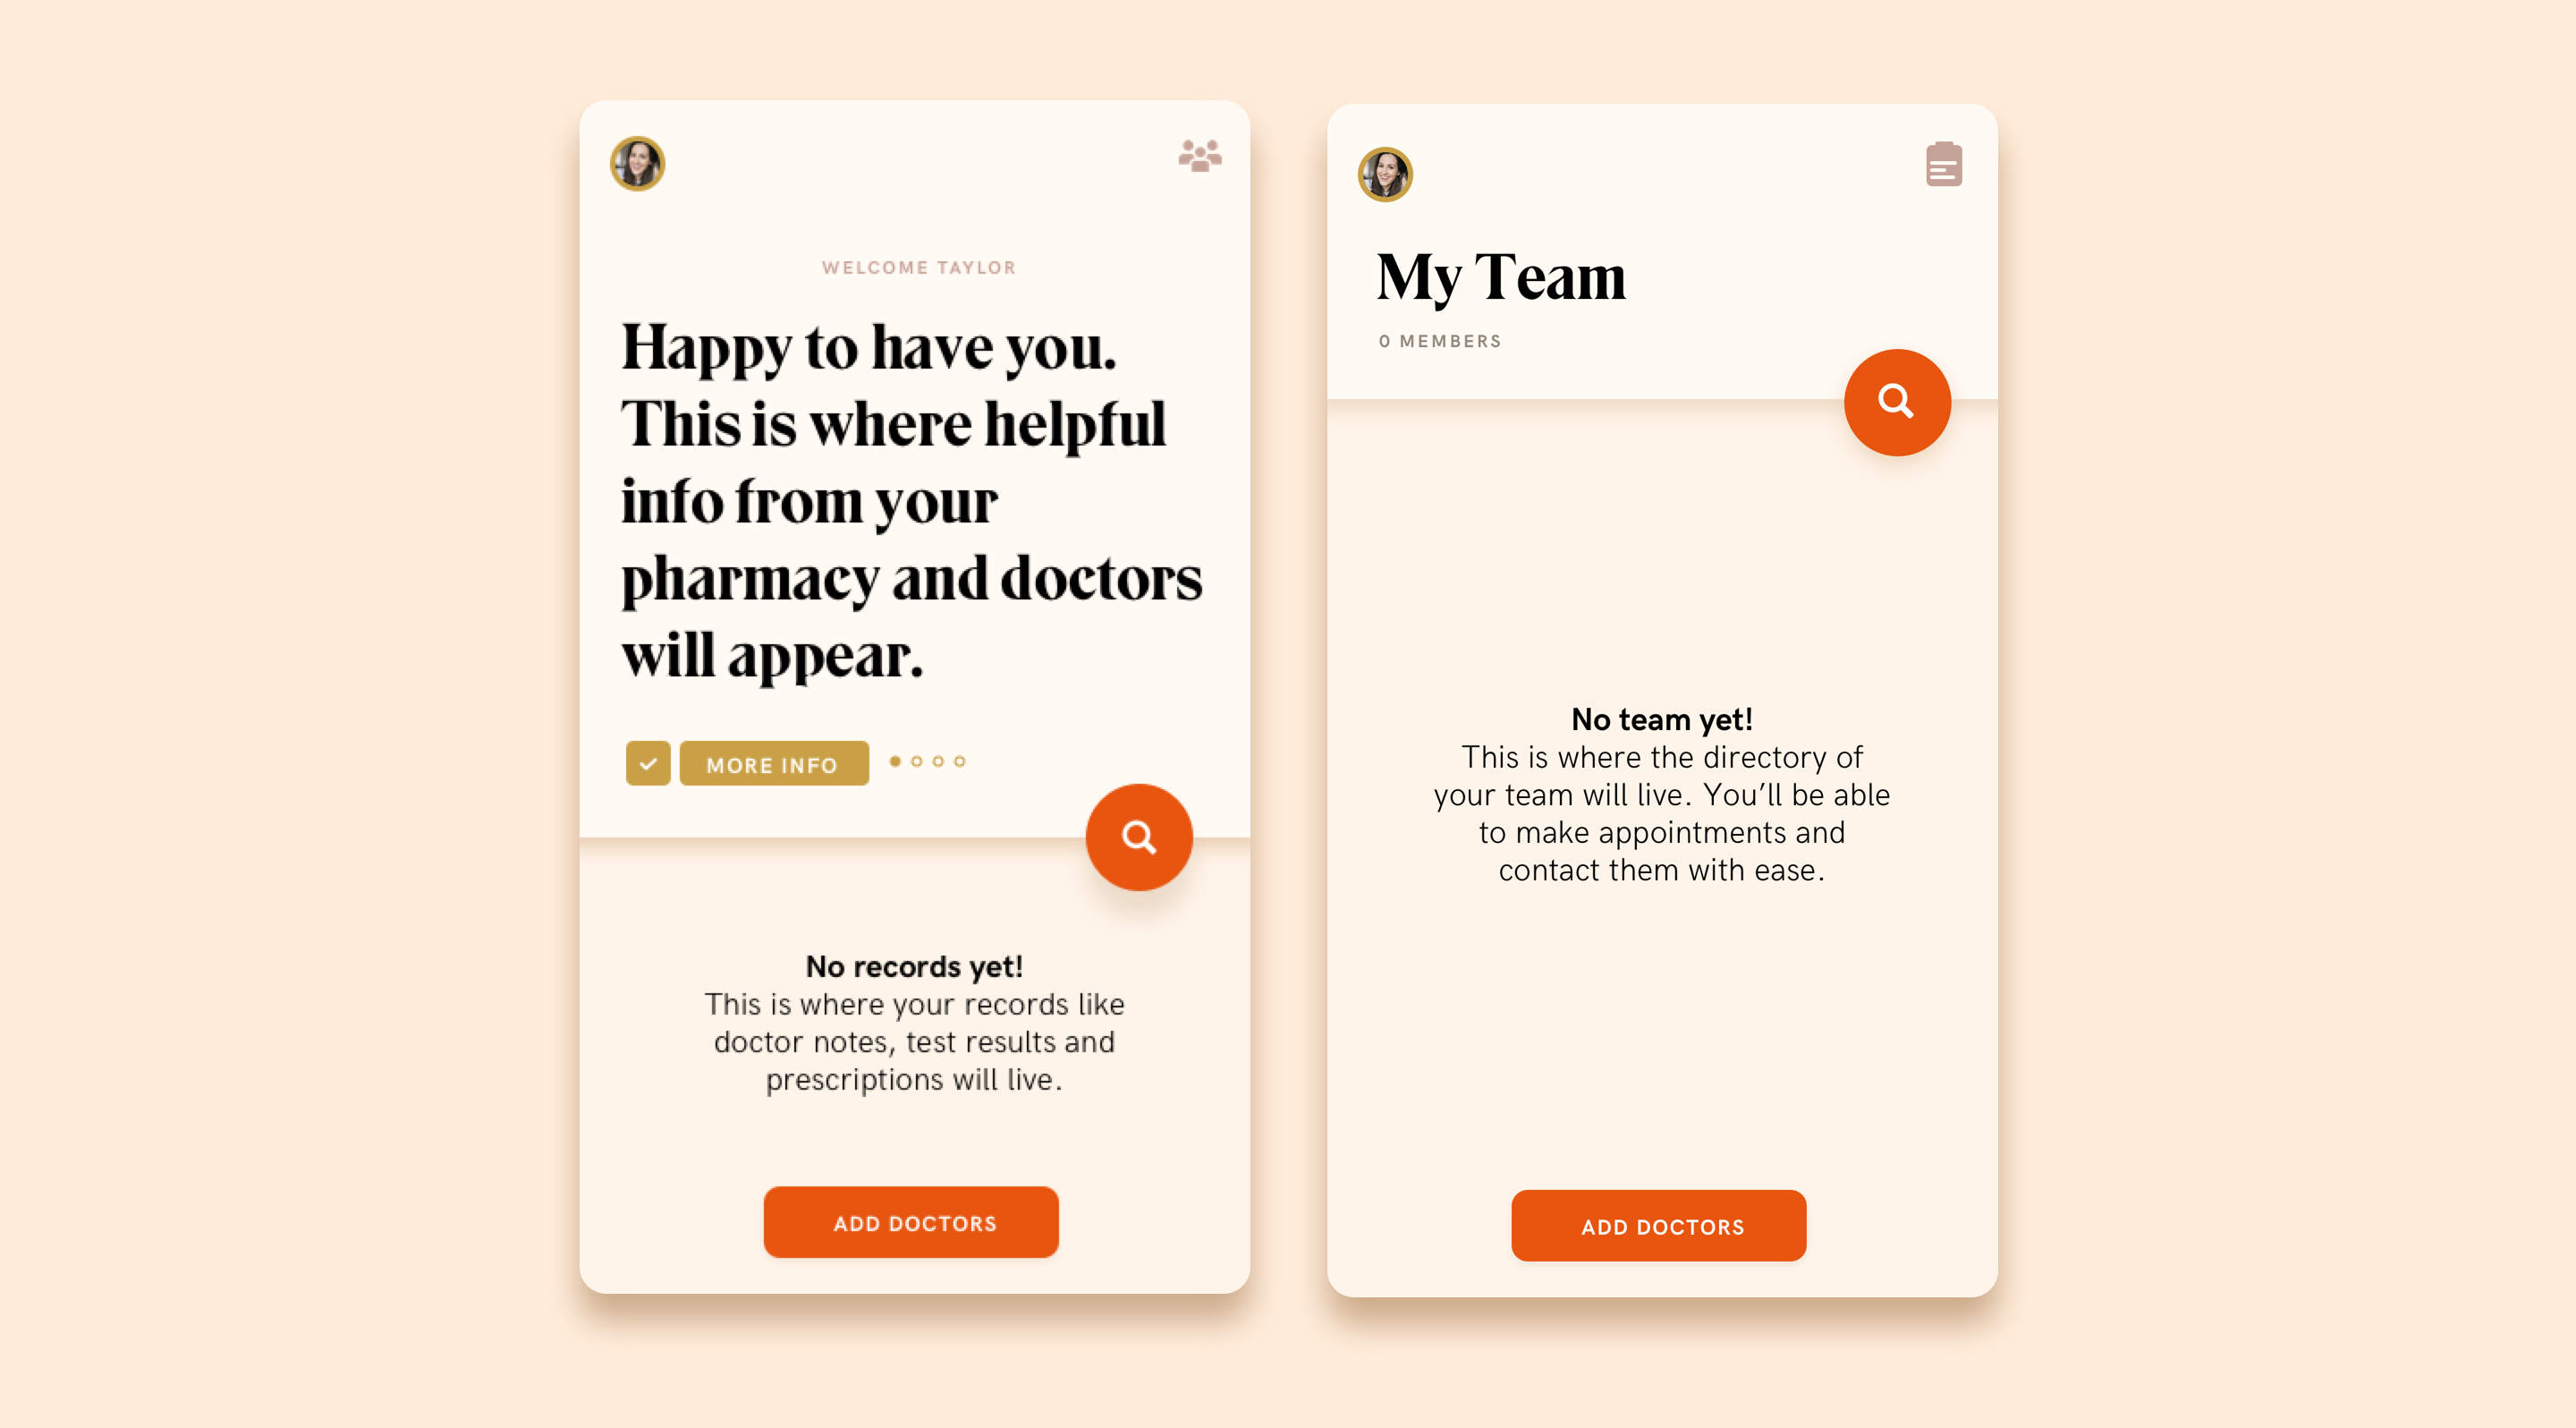 WELCOME TAYLOR
Happy to have you.
This is where helpful
info from your
pharmacy and doctors
will appear.
MORE INFO
No records yet!
This is where your records like
doctor notes, test results and
prescriptions will live.
ADD DOCTORS
My Team
0 MEMBERS
No team yet!
This is where the directory of
your team will live. You’ll be able
to make appointments and
contact them with ease.
ADD DOCTORS